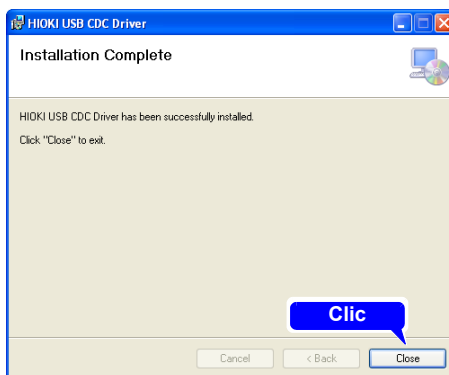 HIOKI USB CDC Driver
Installation Complete
HIOKI USB CDC Driver has been successfully installed.
Click "Close" to exit.
Clic
Cancel
< Back
Close